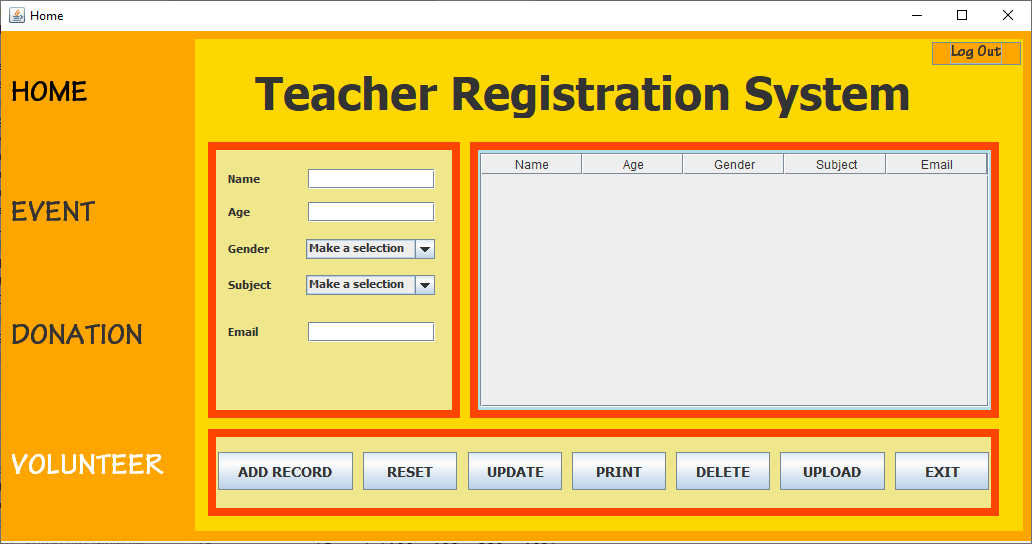 Home
Log Out
HOME
Teacher Registration System
EVENT
DONATION
VOLUNTEER
Name
Age
Gender Make a selection
Subject Make a selection
Email
Name Age Gender Subject Email
ADD RECORD RESET UPDATE PRINT DELETE UPLOAD EXIT